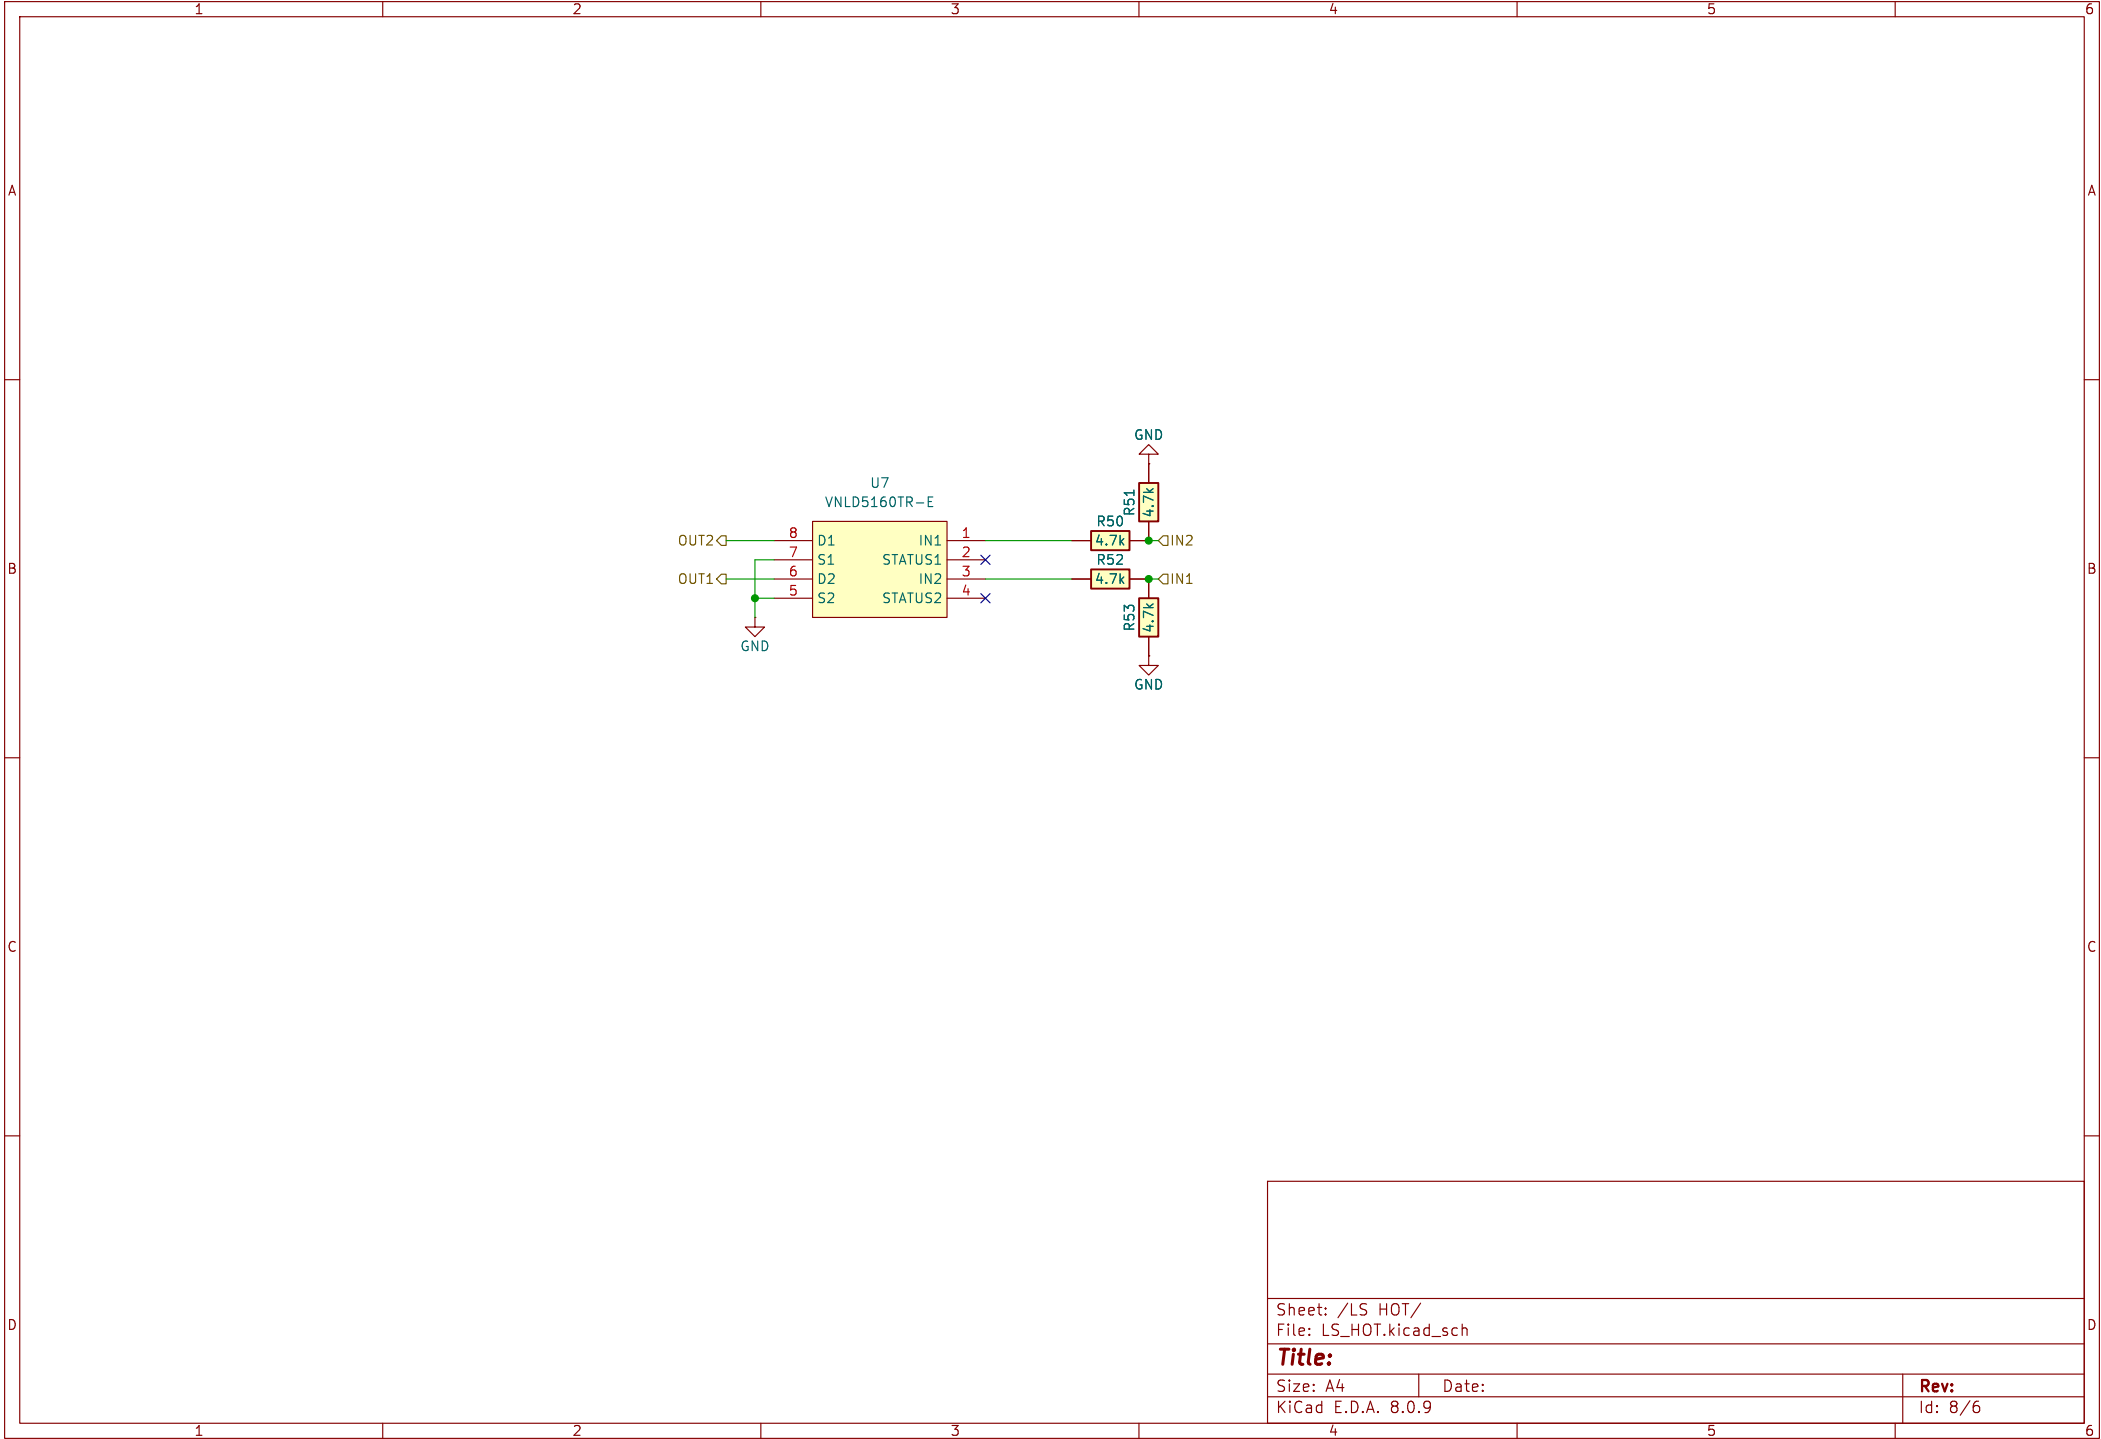 1 2 3 4 5 6
A A
GND
R51
4.7k
U7
VNLD5160TR-E
R50
OUT2 8 D1 IN1 1 4.7k IN2
7 S1 STATUS1 2 R52
B B
OUT1 6 D2 IN2 3 4.7k IN1
5 S2 STATUS2 4
R53
4.7k
GND
GND
C C
Sheet: /LS HOT/
D D
File: LS_HOT.kicad_sch
Title:
Size: A4 Date: Rev:
KiCad E.D.A. 8.0.9 Id: 8/6
1 2 3 4 5 6